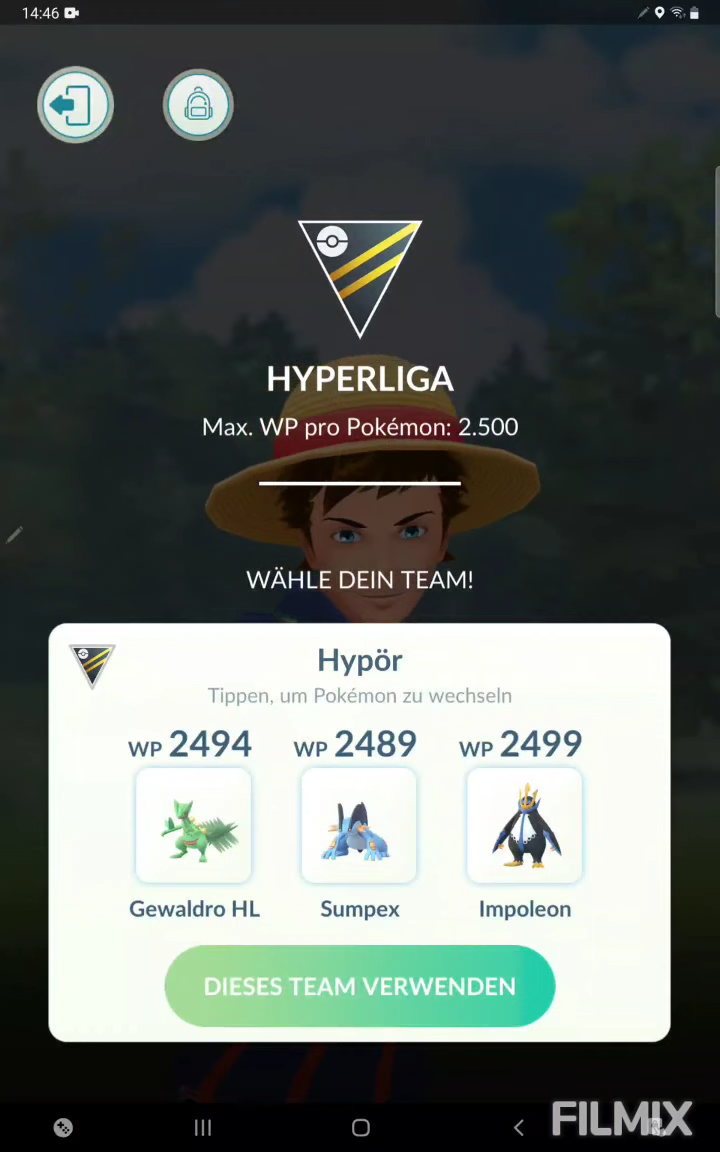 14:46
HYPERLIGA
Max. WP pro Pokémon: 2.500
WÄHLE DEIN TEAM!
Hypör
Tippen, um Pokémon zu wechseln
WP 2494 WP 2489 WP 2499
Gewaldro HL Sumpex Impoleon
DIESES TEAM VERWENDEN
FILMIX